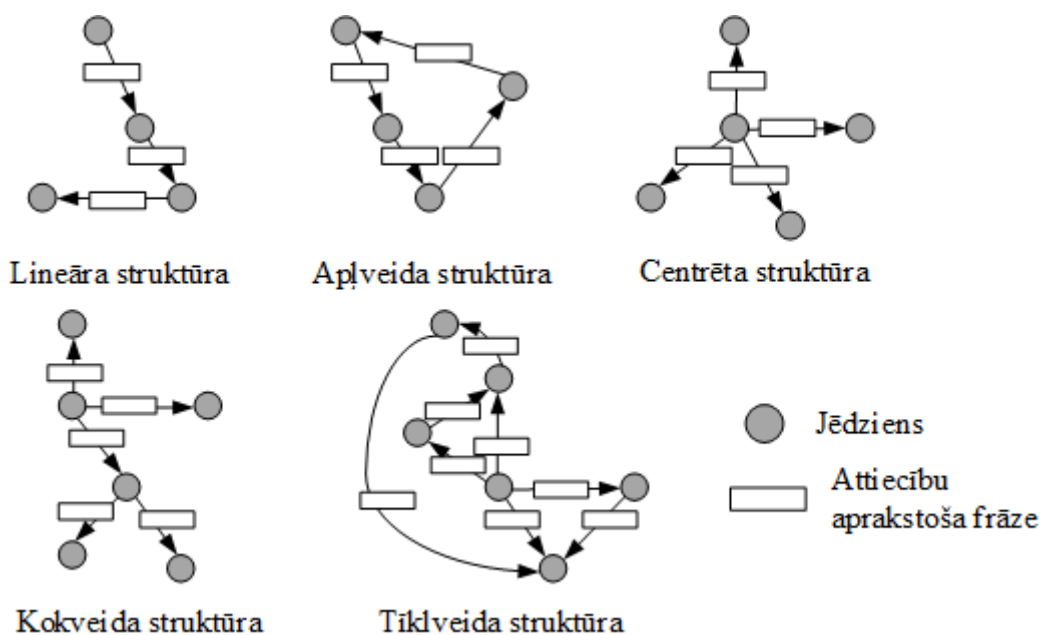 Lineāra struktūra
Apļveida struktūra
Centrēta struktūra
Jēdziens
Attiecību
aprakstoša frāze
Kokveida struktūra
Tīklveida struktūra